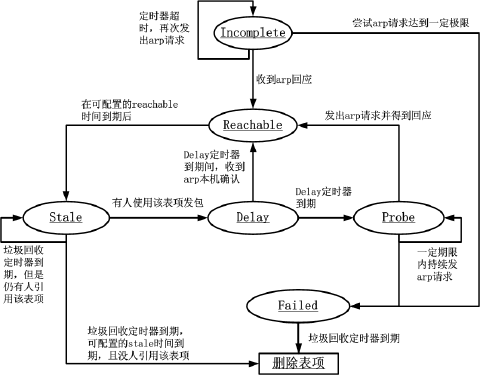 定时器超
时，再次发
出arp请求
Incomplete
尝试arp请求达到一定极限
收到arp回应
在可配置的reachable
时间到期后
Reachable
发出arp请求并得到回应
Delay定时器
到期间，收到
arp本机确认
Stale
有人使用该表项发包
Delay
Delay定时器
到期
Probe
垃圾回收
定时器到
期，但是
仍有人引
用该表项
一定期限
内持续发
arp请求
Failed
垃圾回收定时器到期，
可配置的stale时间到
期，且没人引用该表项
垃圾回收定时器到期
删除表项